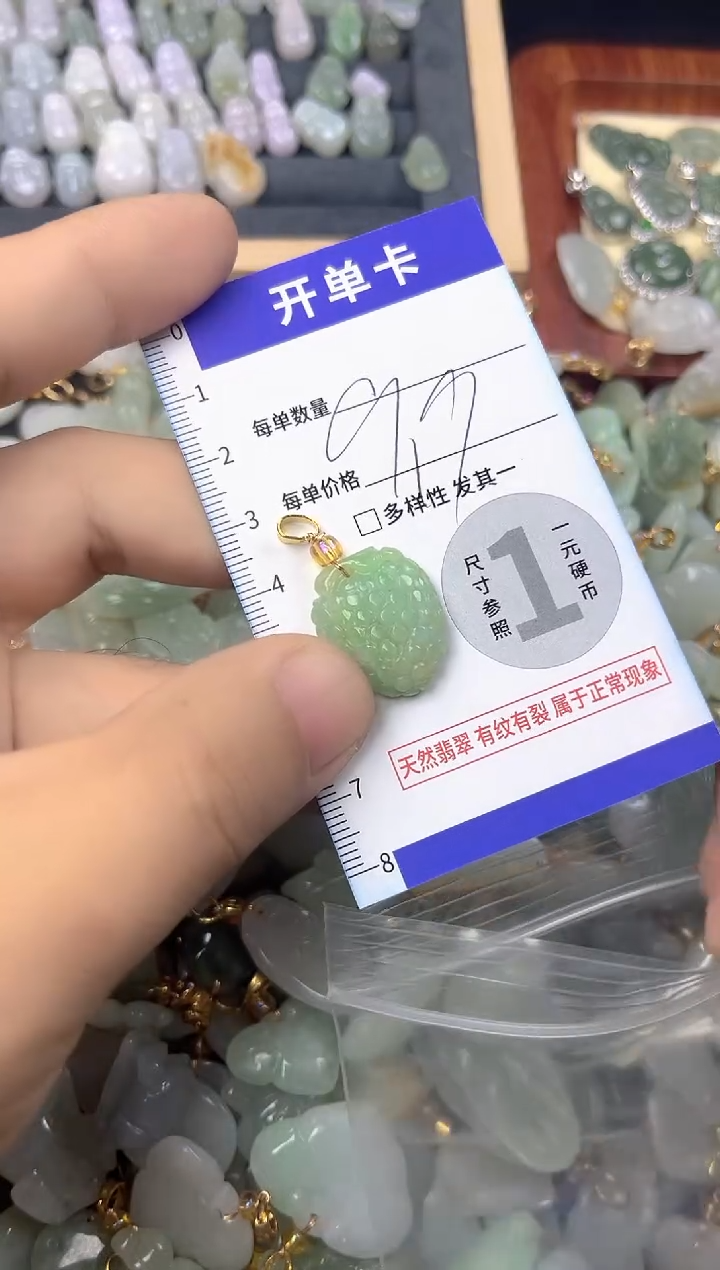 开单卡
0
1
每单数量
97
2
每单价格
3
□多样性 发其一
4
尺寸参照
1
一元硬币
天然翡翠 有纹有裂 属于正常现象
7
8